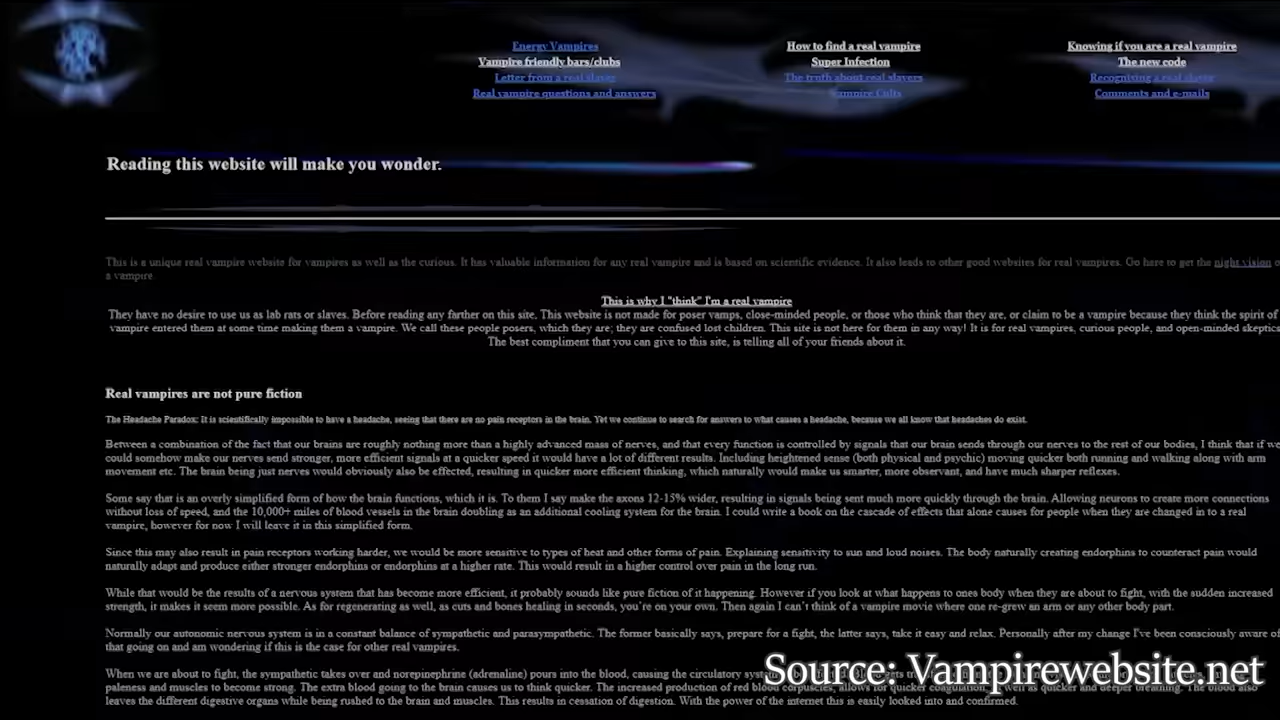 Energy Vampires
How to find a real vampire
Knowing if you are a real vampire
Vampire friendly bars/clubs
Super Infection
The new code
Letter from a real slayer
The truth about real slayers
Recognizing a real slayer
Real vampire questions and answers
Vampire Cults
Comments and e-mails
Reading this website will make you wonder.
This is a unique real vampire website for vampires as well as the curious. It has valuable information for any real vampire and is based on scientific evidence. It also leads to other good websites for real vampires. Go here to get the night vision
a vampire.
This is why I "think" I'm a real vampire
They have no desire to use us as lab rats or slaves. Before reading any farther on this site, This website is not made for poser vamps, close-minded people, or those who think that they are, or claim to be a vampire because they think the spirit of
vampire entered them at some time making them a vampire. We call these people posers, which they are; they are confused lost children. This site is not here for them in any way! It is for real vampires, curious people, and open-minded skeptics
The best compliment that you can give to this site, is telling all of your friends about it.
Real vampires are not pure fiction
The Headache Paradox: It is scientifically impossible to have a headache, seeing that there are no pain receptors in the brain. Yet we continue to search for answers to what causes a headache, because we all know that headaches do exist.
Between a combination of the fact that our brains are roughly nothing more than a highly advanced mass of nerves, and that every function is controlled by signals that our brain sends through our nerves to the rest of our bodies, I think that if we
could somehow make our nerves send stronger, more efficient signals at a quicker speed it would have a lot of different results. Including heightened sense (both physical and psychic) moving quicker both running and walking along with arm
movement etc. The brain being just nerves would obviously also be effected, resulting in quicker more efficient thinking, which naturally would make us smarter, more observant, and have much sharper reflexes.
Some say that is an overly simplified form of how the brain functions, which it is. To them I say make the axons 12-15% wider, resulting in signals being sent much more quickly through the brain. Allowing neurons to create more connections
without loss of speed, and the 10,000+ miles of blood vessels in the brain doubling as an additional cooling system for the brain. I could write a book on the cascade of effects that alone causes for people when they are changed in to a real
vampire, however for now I will leave it in this simplified form.
Since this may also result in pain receptors working harder, we would be more sensitive to types of heat and other forms of pain. Explaining sensitivity to sun and loud noises. The body naturally creating endorphins to counteract pain would
naturally adapt and produce either stronger endorphins or endorphins at a higher rate. This would result in a higher control over pain in the long run.
While that would be the results of a nervous system that has become more efficient, it probably sounds like pure fiction of it happening. However if you look at what happens to ones body when they are about to fight, with the sudden increased
strength, it makes it seem more possible. As for regenerating as well, as cuts and bones healing in seconds, you're on your own. Then again I can't think of a vampire movie where one re-grew an arm or any other body part.
Normally our autonomic nervous system is in a constant balance of sympathetic and parasympathetic. The former basically says, prepare for a fight, the latter says, take it easy and relax. Personally after my change I've been consciously aware of
that going on and am wondering if this is the case for other real vampires.
When we are about to fight, the sympathetic takes over and norepinephrine (adrenaline) pours into the blood, causing the circulatory
paleness and muscles to become strong. The extra blood going to the brain causes us to think quicker. The increased production of red blood corpuscles, allows for quicker coagulation, as well as quicker and deeper breathing. The blood also
leaves the different digestive organs while being rushed to the brain and muscles. This results in cessation of digestion. With the power of the internet this is easily looked into and confirmed.
Source: Vampirewebsite.net